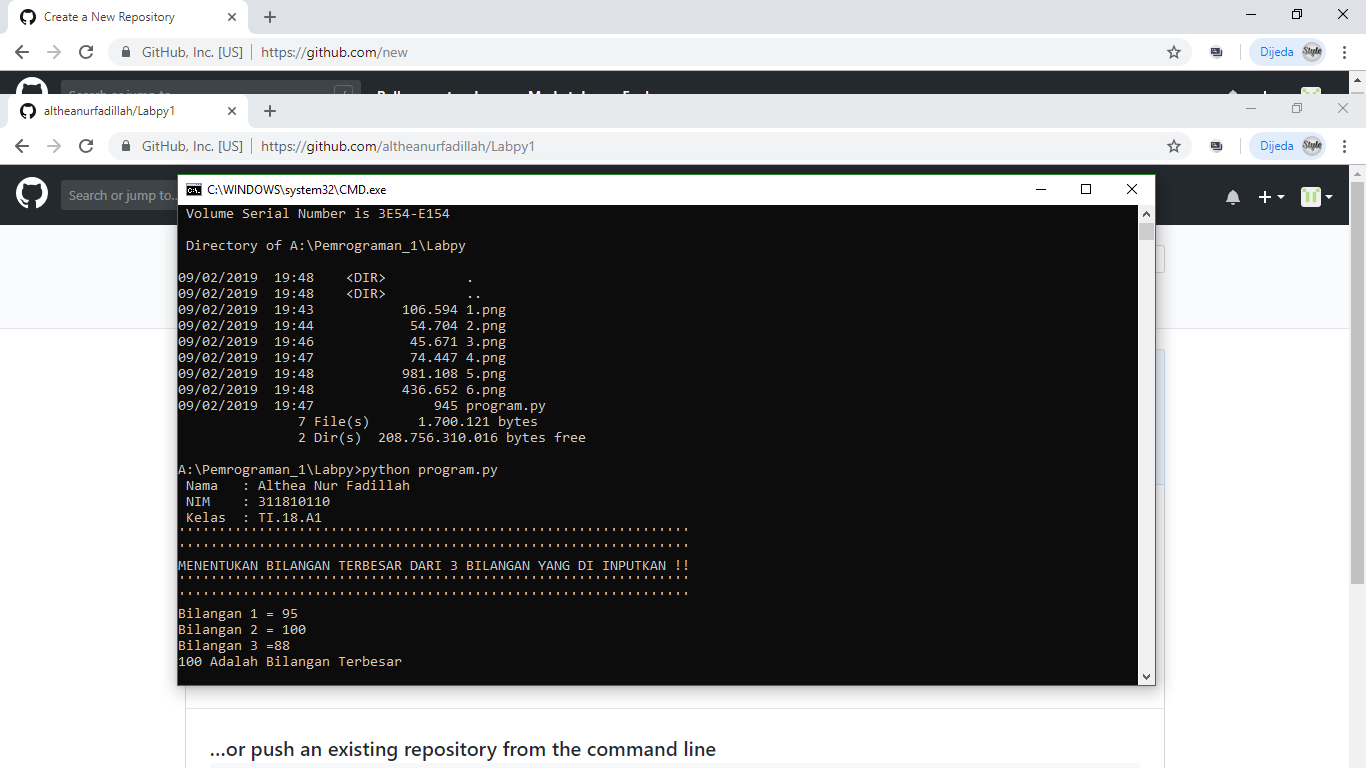 Create a New Repository
GitHub, Inc. [US] | https://github.com/new
Dijeda
altheanurfadillah/Labpy1
GitHub, Inc. [US] | https://github.com/altheanurfadillah/Labpy1
Dijeda
Search or jump to...
C:\WINDOWS\system32\CMD.exe
Volume Serial Number is 3E54-E154
Directory of A:\Pemrograman_1\Labpy
09/02/2019  19:48    <DIR>          .
09/02/2019  19:48    <DIR>          ..
09/02/2019  19:43           106.594 1.png
09/02/2019  19:44            54.704 2.png
09/02/2019  19:46            45.671 3.png
09/02/2019  19:47            74.447 4.png
09/02/2019  19:48           981.108 5.png
09/02/2019  19:48           436.652 6.png
09/02/2019  19:47               945 program.py
7 File(s)      1.700.121 bytes
2 Dir(s)  208.756.310.016 bytes free
A:\Pemrograman_1\Labpy>python program.py
Nama   : Althea Nur Fadillah
NIM    : 311810110
Kelas  : TI.18.A1
''''''''''''''''''''''''''''''''''''''''''''''''''''''''''''''''
''''''''''''''''''''''''''''''''''''''''''''''''''''''''''''''''
MENENTUKAN BILANGAN TERBESAR DARI 3 BILANGAN YANG DI INPUTKAN !!
''''''''''''''''''''''''''''''''''''''''''''''''''''''''''''''''
''''''''''''''''''''''''''''''''''''''''''''''''''''''''''''''''
Bilangan 1 = 95
Bilangan 2 = 100
Bilangan 3 =88
100 Adalah Bilangan Terbesar
...or push an existing repository from the command line